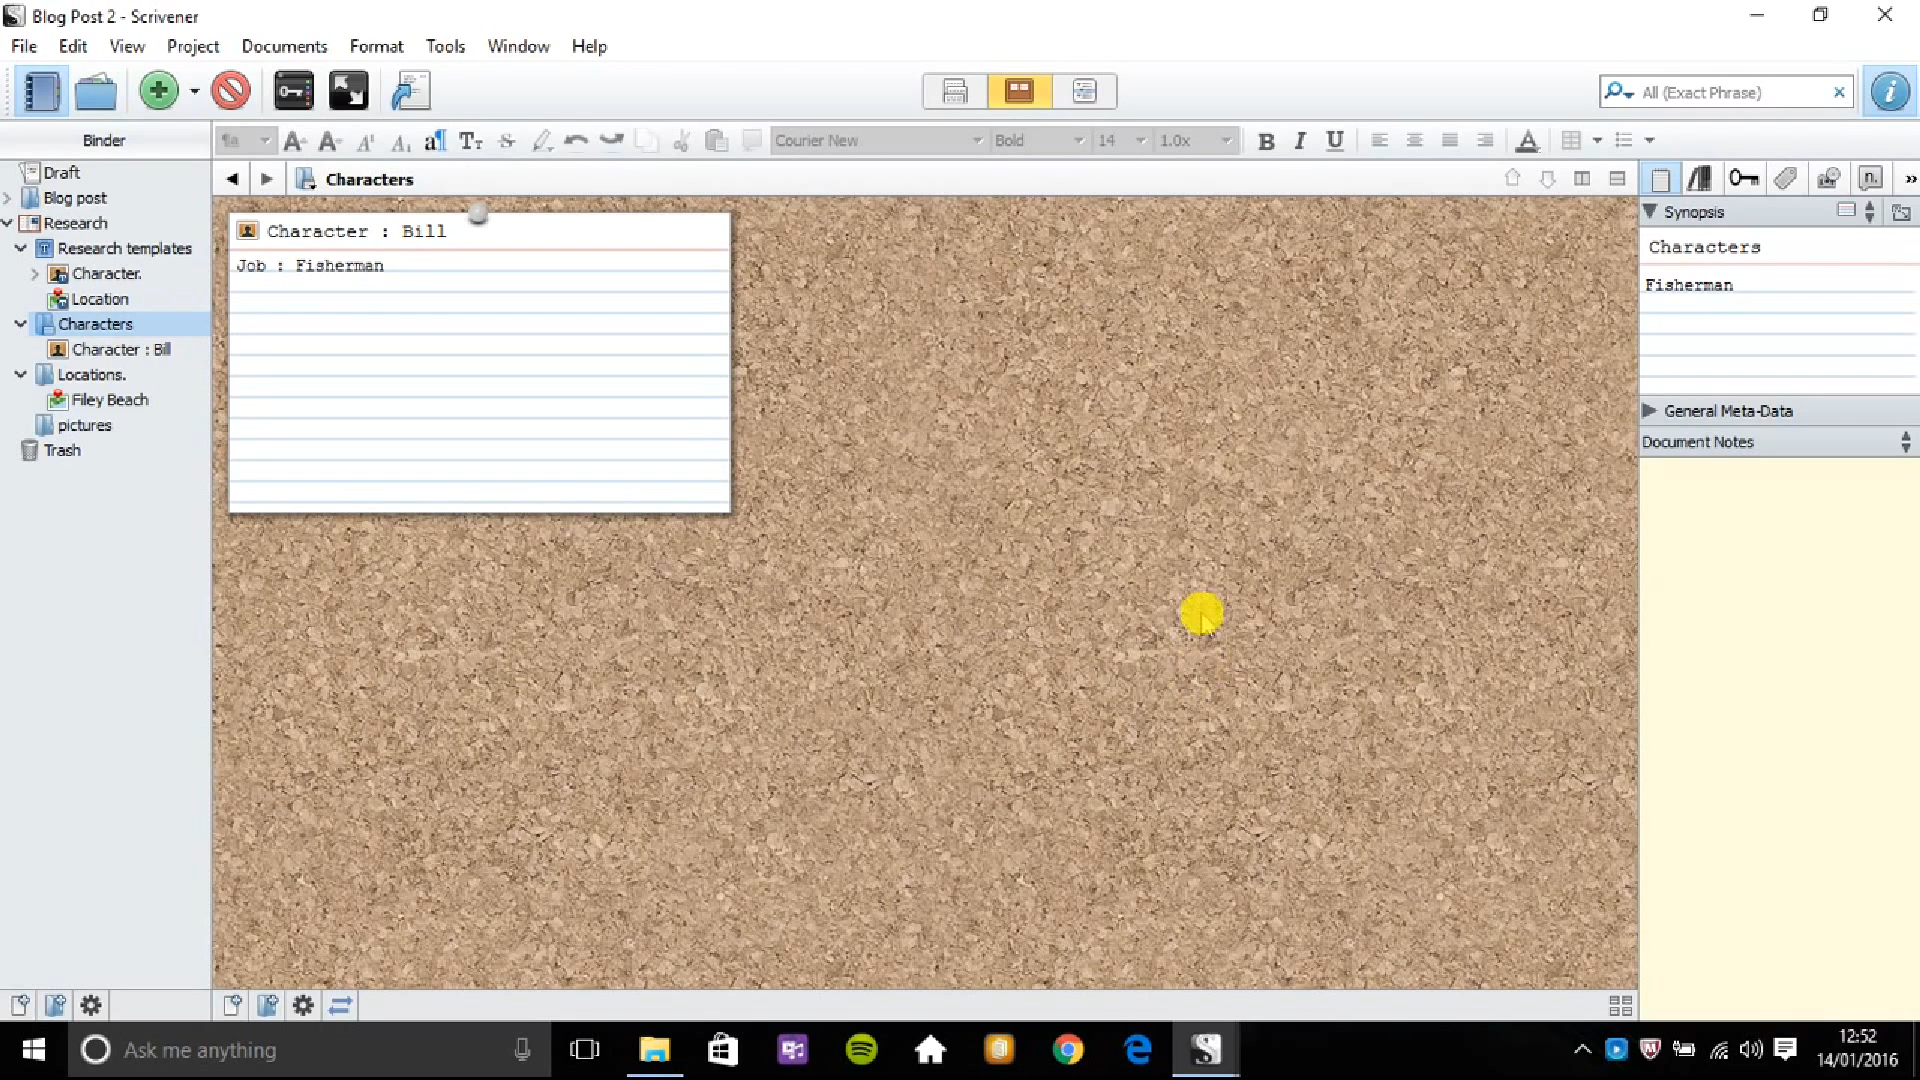 Blog Post 2 - Scrivener
File Edit View Project Documents Format Tools Window Help
All (Exact Phrase)
Binder
Courier New Bold 14 1.0x B I U A
Draft
Blog post
Research
Research templates
Character.
Location
Characters
Character : Bill
Locations.
Filey Beach
pictures
Trash
Characters
Character : Bill
Job : Fisherman
Synopsis
Characters
Fisherman
General Meta-Data
Document Notes
Ask me anything
12:52
14/01/2016